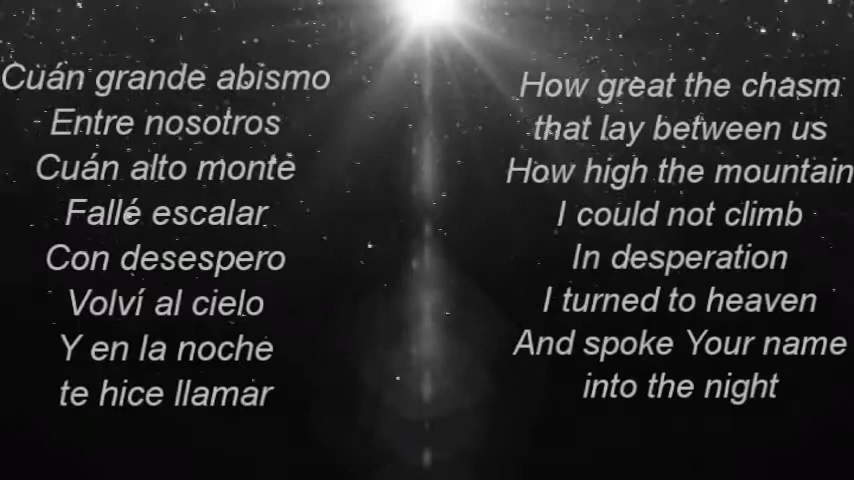 Cuán grande abismo
Entre nosotros
Cuán alto monte
Fallé escalar
Con desespero
Volví al cielo
Y en la noche
te hice llamar
How great the chasm
that lay between us
How high the mountain
I could not climb
In desperation
I turned to heaven
And spoke Your name
into the night